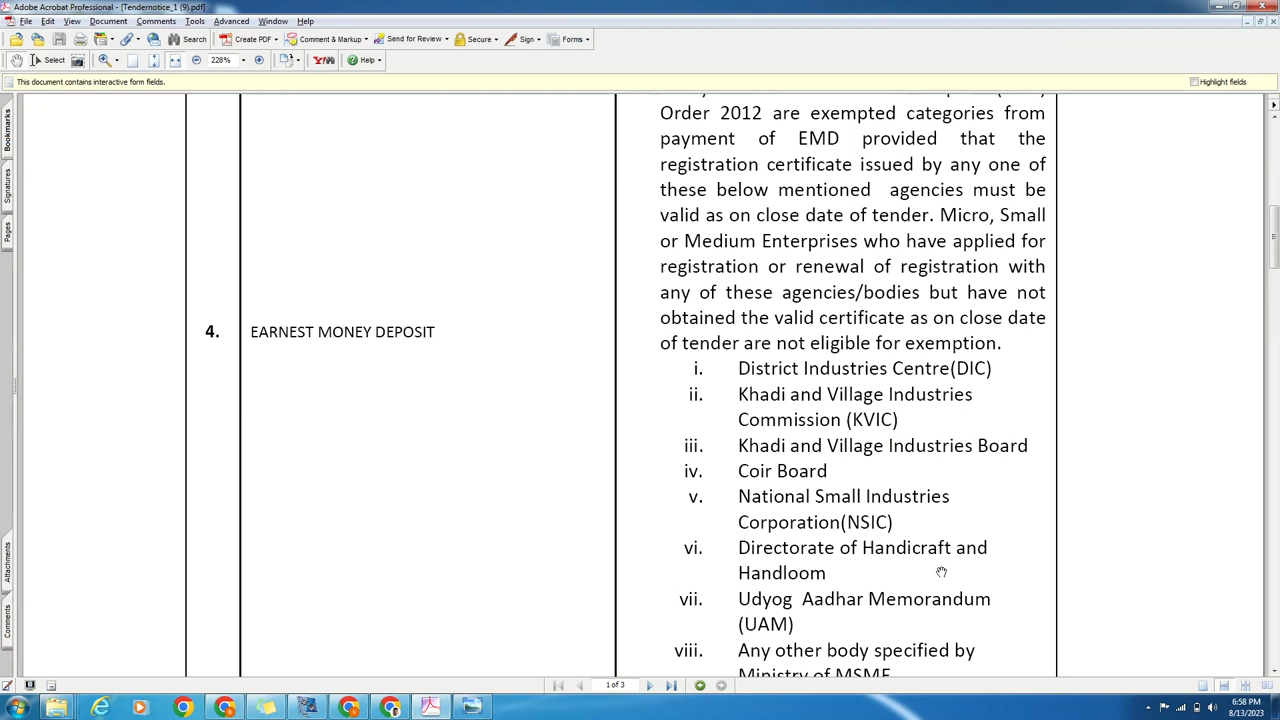 Adobe Acrobat Professional - [Tendernotice_1 (9).pdf]
File Edit View Document Comments Tools Advanced Window Help
Search Create PDF Comment & Markup Send for Review Secure Sign Forms
Select 228% Help
This document contains interactive form fields. Highlight fields
Bookmarks
Signatures
Pages
Attachments
Comments
Order 2012 are exempted categories from
payment of EMD provided that the
registration certificate issued by any one of
these below mentioned agencies must be
valid as on close date of tender. Micro, Small
or Medium Enterprises who have applied for
registration or renewal of registration with
any of these agencies/bodies but have not
obtained the valid certificate as on close date
of tender are not eligible for exemption.
4. EARNEST MONEY DEPOSIT
i. District Industries Centre(DIC)
ii. Khadi and Village Industries
Commission (KVIC)
iii. Khadi and Village Industries Board
iv. Coir Board
v. National Small Industries
Corporation(NSIC)
vi. Directorate of Handicraft and
Handloom
vii. Udyog Aadhar Memorandum
(UAM)
viii. Any other body specified by
Ministry of MSME
1 of 3
6:58 PM
8/13/2023